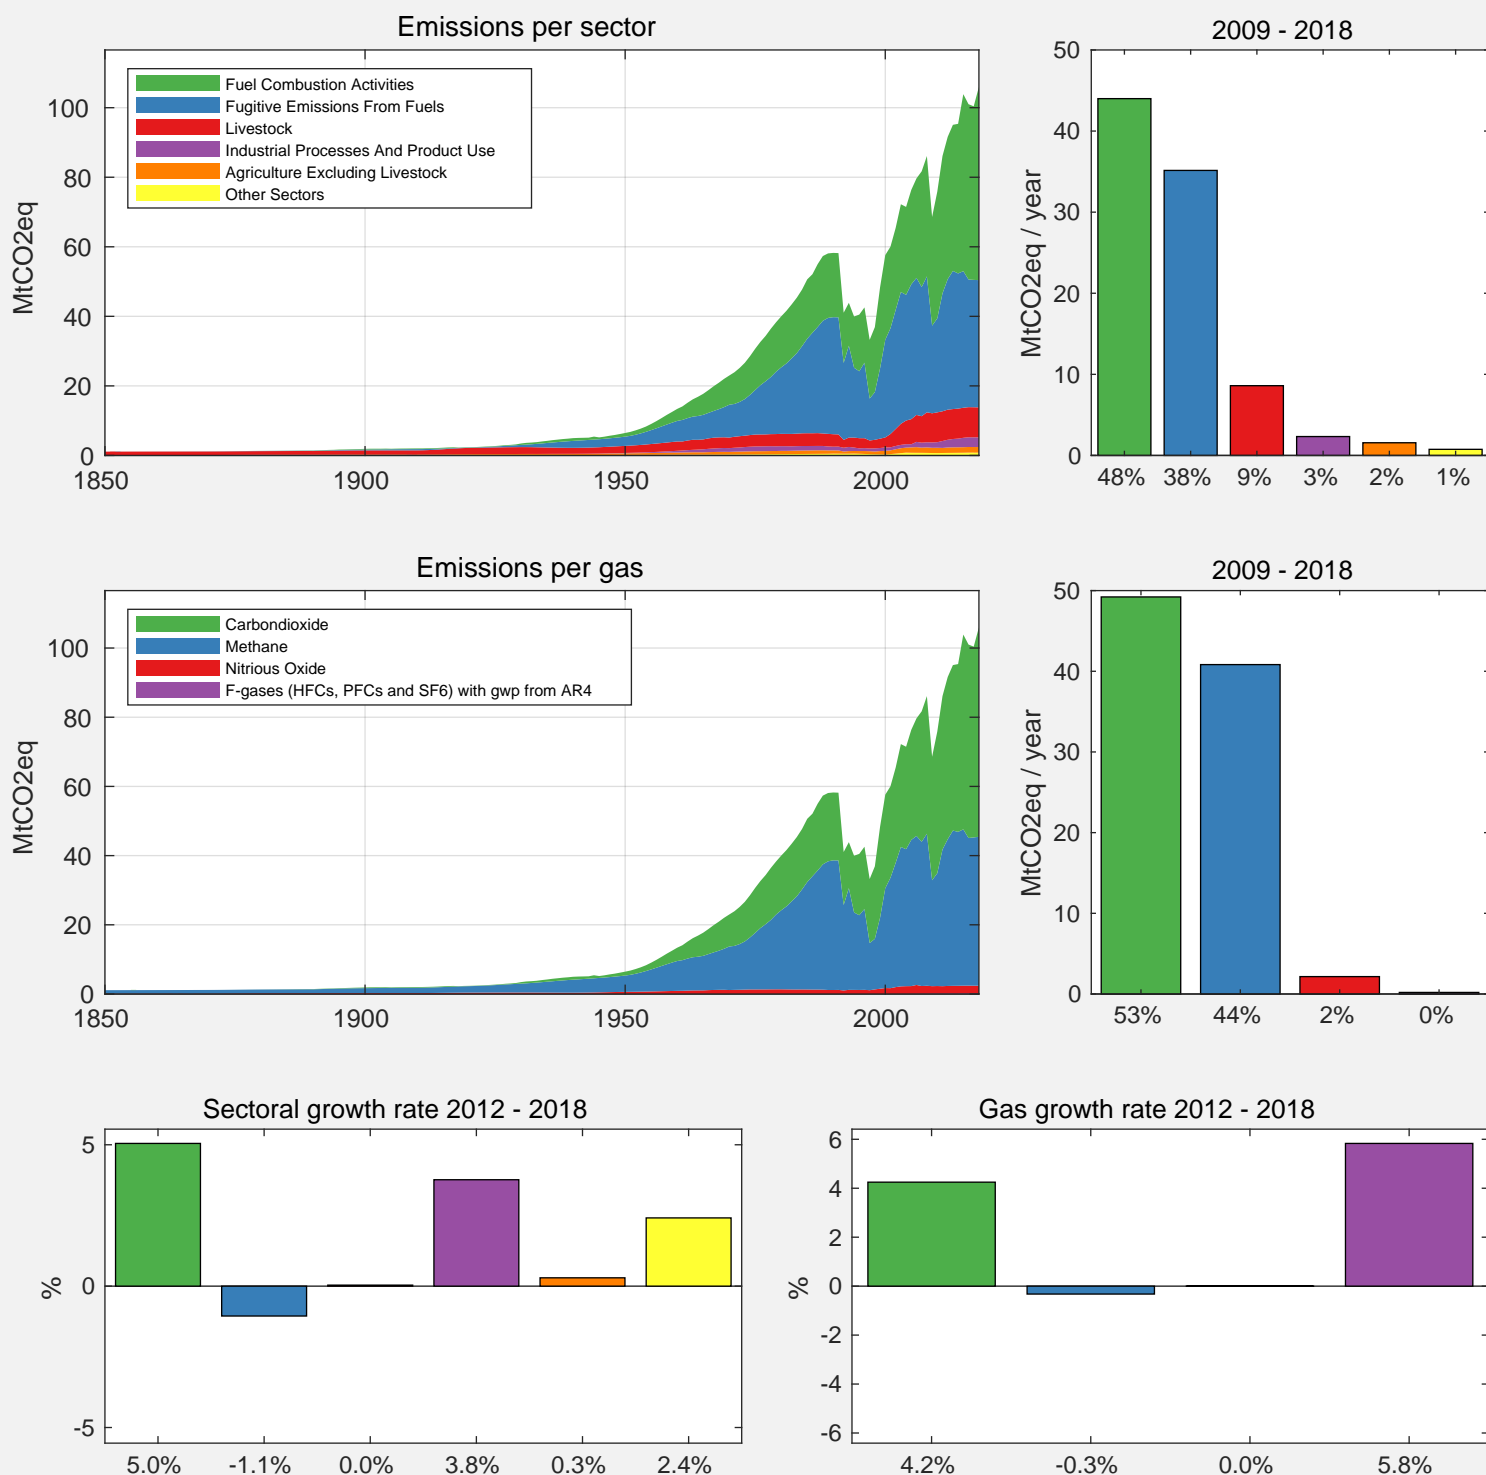 Emissions per sector
MtCO2eq
100
80
60
40
20
0
1850 1900 1950 2000
Fuel Combustion Activities
Fugitive Emissions From Fuels
Livestock
Industrial Processes And Product Use
Agriculture Excluding Livestock
Other Sectors
2009 - 2018
MtCO2eq / year
50
40
30
20
10
0
48% 38% 9% 3% 2% 1%
Emissions per gas
MtCO2eq
100
80
60
40
20
0
1850 1900 1950 2000
Carbondioxide
Methane
Nitrious Oxide
F-gases (HFCs, PFCs and SF6) with gwp from AR4
2009 - 2018
MtCO2eq / year
50
40
30
20
10
0
53% 44% 2% 0%
Sectoral growth rate 2012 - 2018
%
5
0
-5
5.0% -1.1% 0.0% 3.8% 0.3% 2.4%
Gas growth rate 2012 - 2018
%
6
4
2
0
-2
-4
-6
4.2% -0.3% 0.0% 5.8%